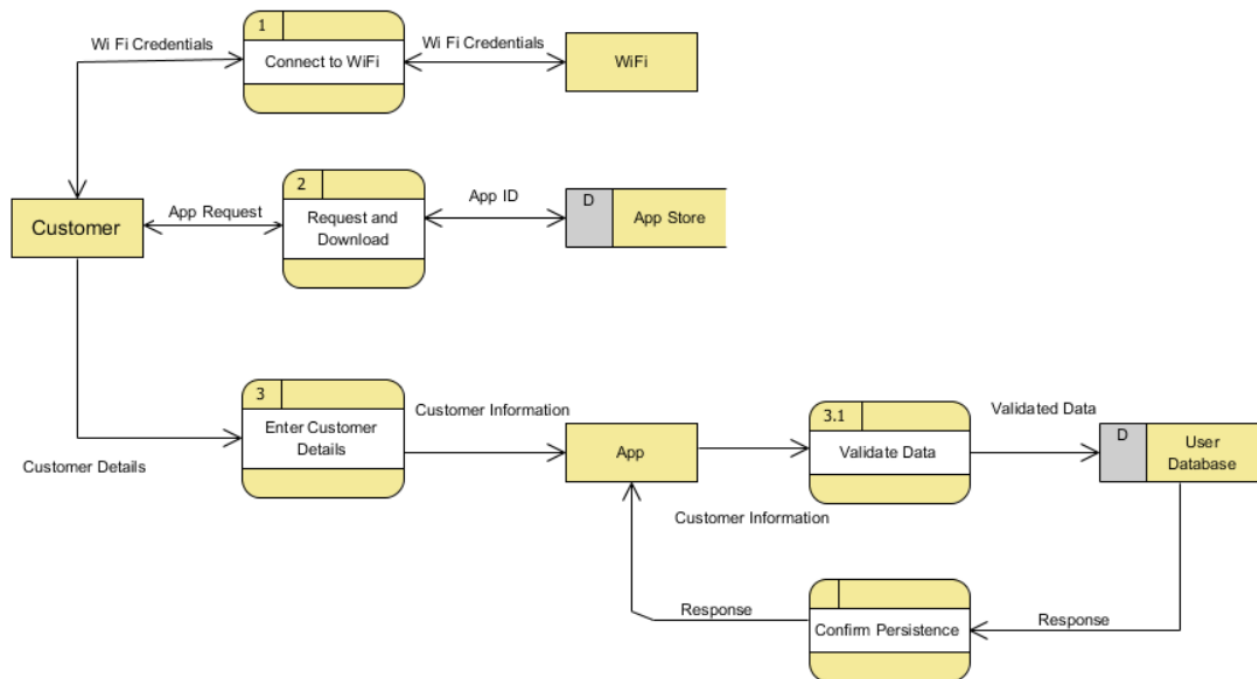 1
Wi Fi Credentials
Wi Fi Credentials
Connect to WiFi
WiFi
2
App ID
D
App Request
Request and
Download
App Store
Customer
3
Customer Information
3.1
Validated Data
Enter Customer
Details
App
Validate Data
D
User
Database
Customer Details
Customer Information
Response
Confirm Persistence
Response